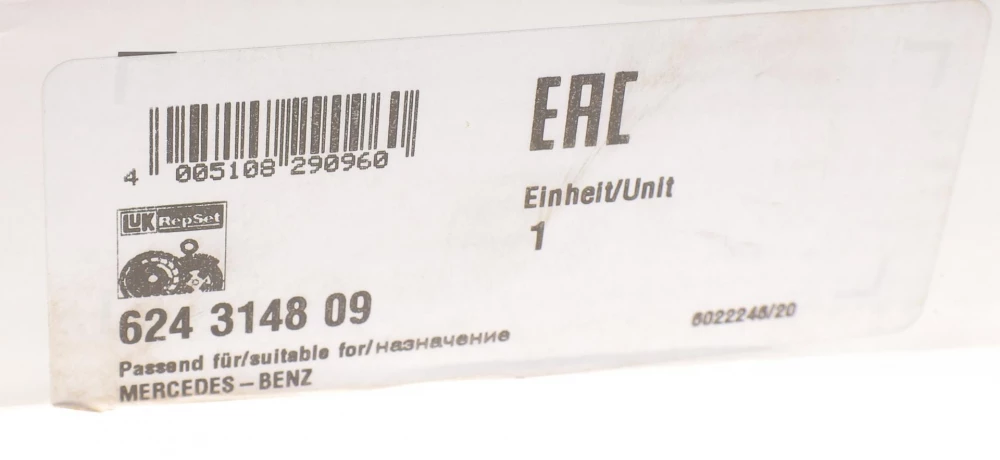 EAC
4 005108 290960
Einheit/Unit
1
LUK RepSet
624 3148 09
6022248/20
Passend für/suitable for/назначение
MERCEDES-BENZ